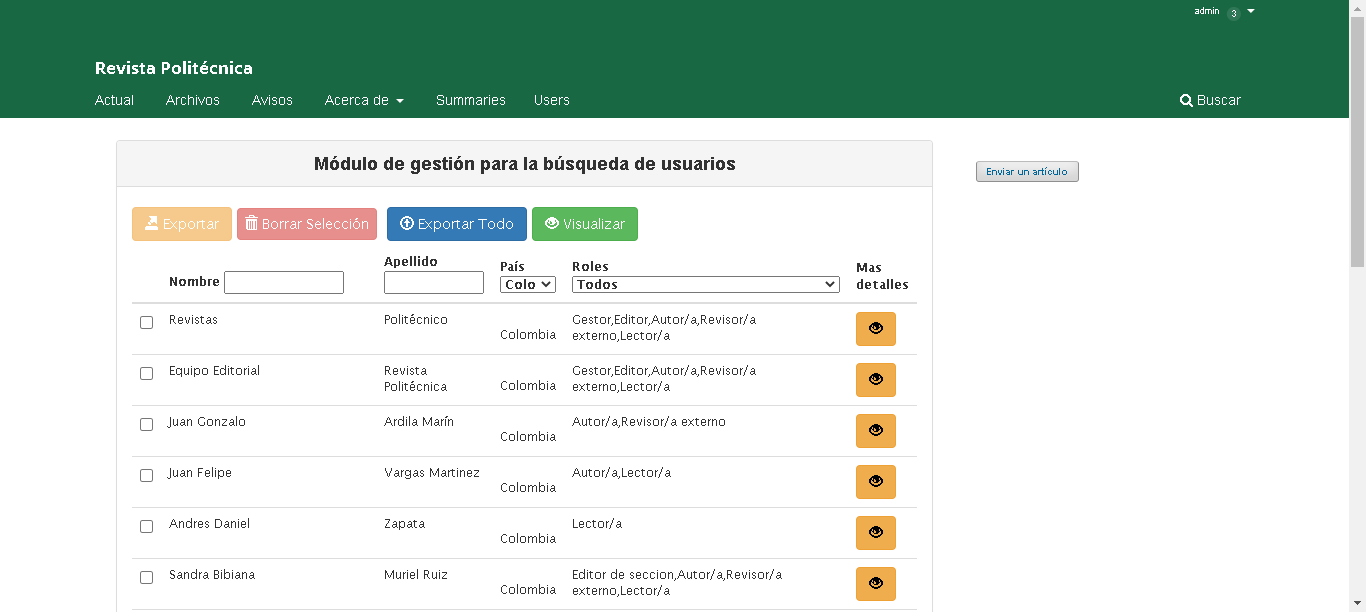 admin 3
Revista Politécnica
Actual Archivos Avisos Acerca de Summaries Users Buscar
Módulo de gestión para la búsqueda de usuarios
Enviar un artículo
Exportar Borrar Selección Exportar Todo Visualizar
Nombre Apellido País Roles Mas detalles
Colo Todos
Revistas Politécnico Colombia Gestor,Editor,Autor/a,Revisor/a
externo,Lector/a
Equipo Editorial Revista Politécnica Colombia Gestor,Editor,Autor/a,Revisor/a
externo,Lector/a
Juan Gonzalo Ardila Marín Colombia Autor/a,Revisor/a externo
Juan Felipe Vargas Martinez Colombia Autor/a,Lector/a
Andres Daniel Zapata Colombia Lector/a
Sandra Bibiana Muriel Ruiz Colombia Editor de seccion,Autor/a,Revisor/a
externo,Lector/a